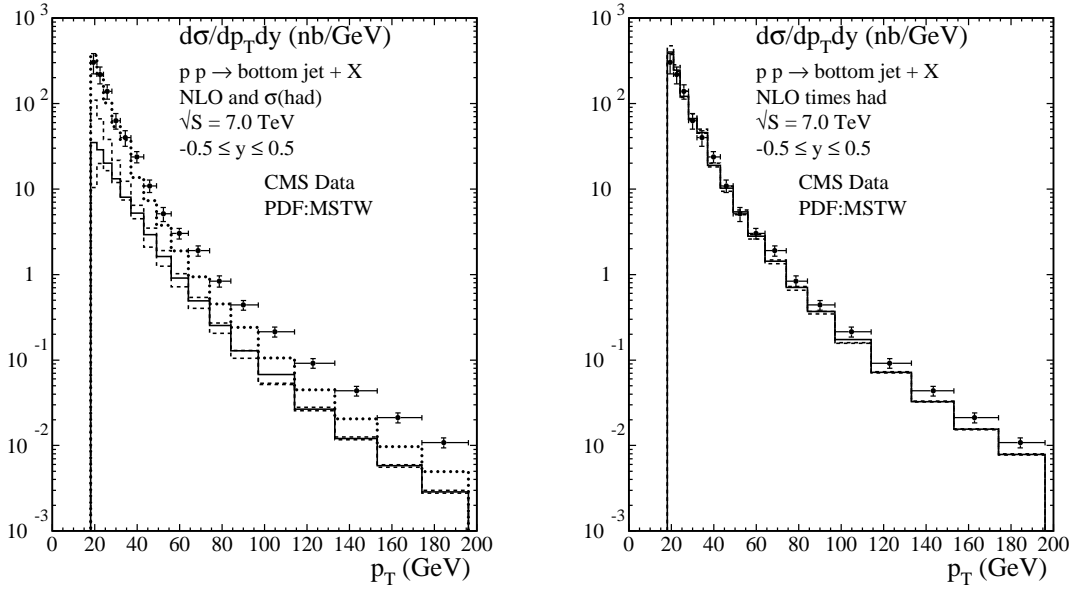 dσ/dp_T dy (nb/GeV)
p p → bottom jet + X
NLO and σ(had)
√S = 7.0 TeV
-0.5 ≤ y ≤ 0.5
CMS Data
PDF:MSTW
10^3
10^2
10
1
10^-1
10^-2
10^-3
0 20 40 60 80 100 120 140 160 180 200
p_T (GeV)
dσ/dp_T dy (nb/GeV)
p p → bottom jet + X
NLO times had
√S = 7.0 TeV
-0.5 ≤ y ≤ 0.5
CMS Data
PDF:MSTW
10^3
10^2
10
1
10^-1
10^-2
10^-3
0 20 40 60 80 100 120 140 160 180 200
p_T (GeV)